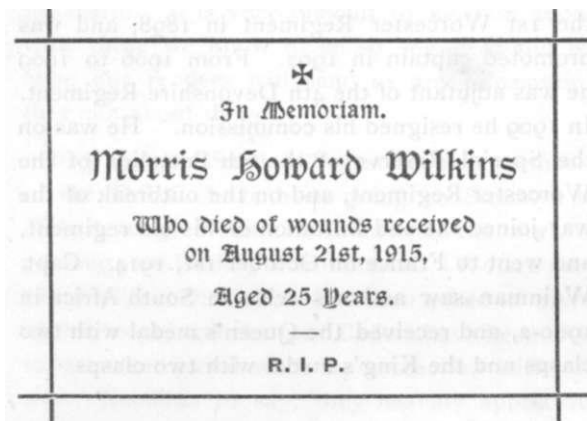 In Memoriam.
Morris Howard Wilkins
Who died of wounds received
on August 21st, 1915,
Aged 25 Years.
R. I. P.